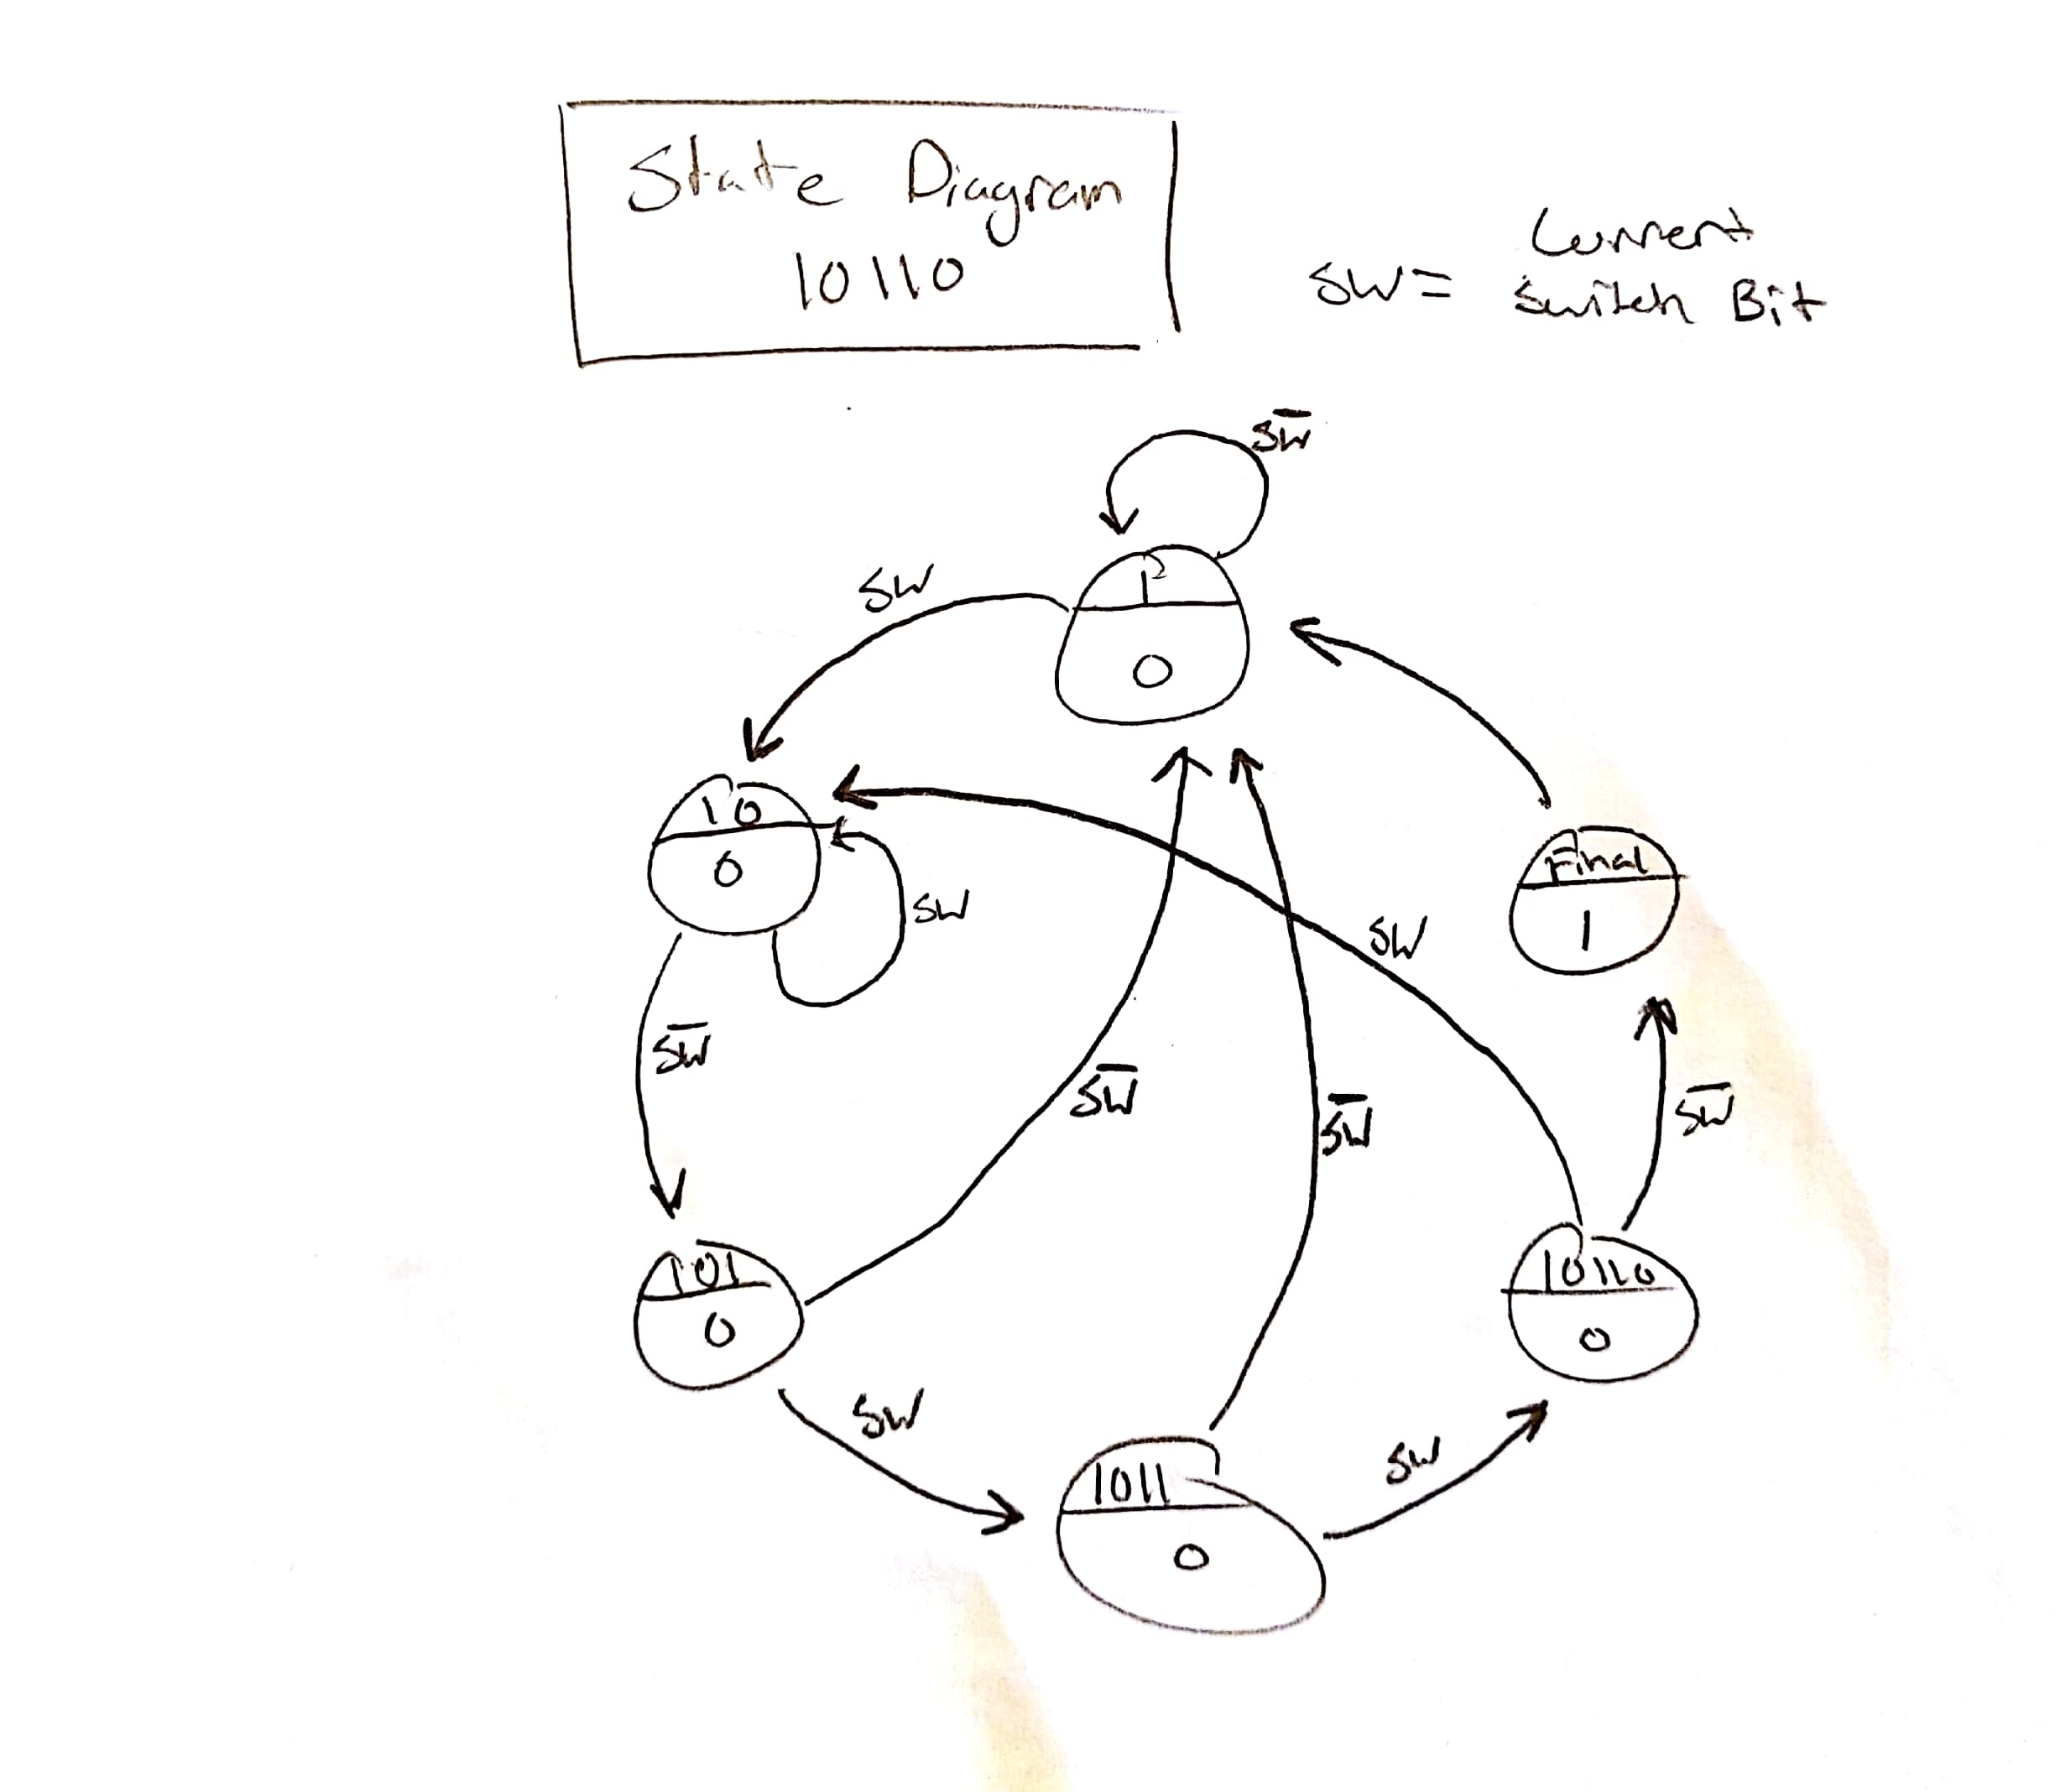 State Diagram
10110
SW = Current
Switch Bit
S̅W̅
SW
0
10
0
SW
Final
1
SW
S̅W̅
S̅W̅
S̅W̅
S̅W̅
101
0
10110
0
SW
SW
1011
0